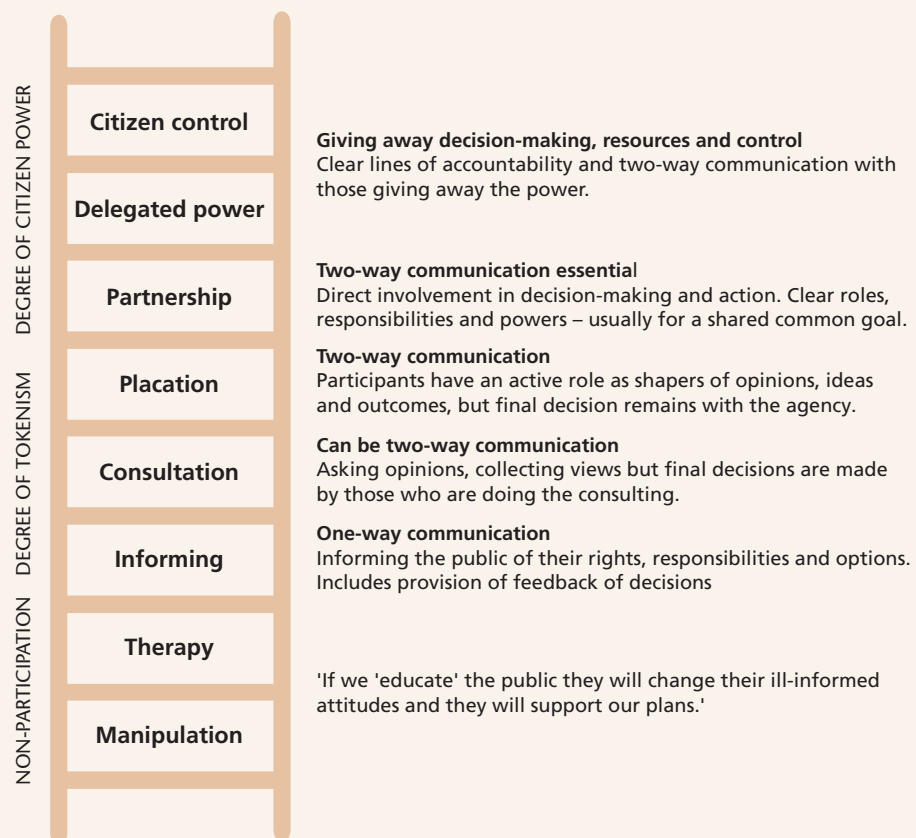 DEGREE OF CITIZEN POWER
Citizen control
Giving away decision-making, resources and control
Clear lines of accountability and two-way communication with
those giving away the power.
Delegated power
Partnership
Two-way communication essential
Direct involvement in decision-making and action. Clear roles,
responsibilities and powers – usually for a shared common goal.
DEGREE OF TOKENISM
Placation
Two-way communication
Participants have an active role as shapers of opinions, ideas
and outcomes, but final decision remains with the agency.
Consultation
Can be two-way communication
Asking opinions, collecting views but final decisions are made
by those who are doing the consulting.
Informing
One-way communication
Informing the public of their rights, responsibilities and options.
Includes provision of feedback of decisions
NON-PARTICIPATION
Therapy
'If we 'educate' the public they will change their ill-informed
attitudes and they will support our plans.'
Manipulation